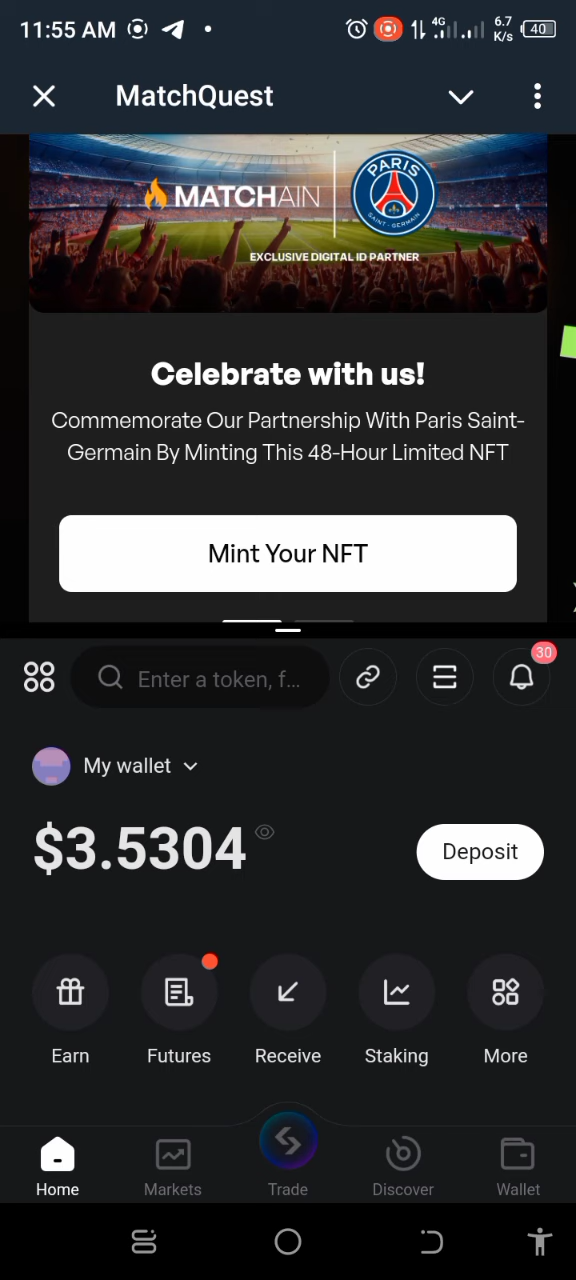 11:55 AM
4G
6.7
K/s
40
MatchQuest
MATCHAIN
PARIS
SAINT-GERMAIN
EXCLUSIVE DIGITAL ID PARTNER
Celebrate with us!
Commemorate Our Partnership With Paris Saint-
Germain By Minting This 48-Hour Limited NFT
Mint Your NFT
Enter a token, f...
30
My wallet
$3.5304
Deposit
Earn
Futures
Receive
Staking
More
Home
Markets
Trade
Discover
Wallet